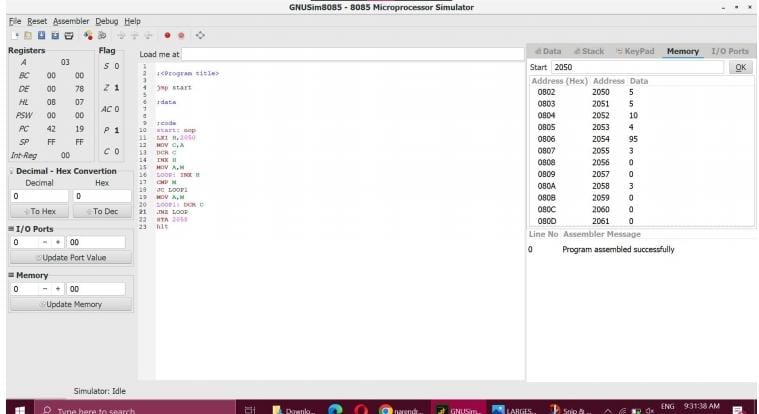 GNUSim8085 - 8085 Microprocessor Simulator
File Reset Assembler Debug Help
Registers
A 03
BC 00 00
DE 00 78
HL 08 07
PSW 00 00
PC 42 19
SP FF FF
Int-Reg 00
Flag
S 0
Z 1
AC 0
P 1
C 0
Decimal - Hex Convertion
Decimal Hex
0 0
To Hex To Dec
I/O Ports
0 - + 00
Update Port Value
Memory
0 - + 00
Update Memory
Load me at
1
2 ;<Program title>
3
4 jmp start
5
6 ;data
7
8
9 ;code
10 start: nop
11 LXI H,2050
12 MOV C,A
13 DCR C
14 INX H
15 MOV A,M
16 LOOP: INX H
17 CMP M
18 JC LOOP1
19 MOV A,M
20 LOOP1: DCR C
21 JNZ LOOP
22 STA 2058
23 hlt
Data Stack KeyPad Memory I/O Ports
Start 2050 OK
Address (Hex) Address Data
0802 2050 5
0803 2051 5
0804 2052 10
0805 2053 4
0806 2054 95
0807 2055 3
0808 2056 0
0809 2057 0
080A 2058 3
080B 2059 0
080C 2060 0
080D 2061 0
Line No Assembler Message
0 Program assembled successfully
Simulator: Idle
Type here to search
Downlo...
narendr...
GNUSim...
LARGES...
Snip & ...
ENG 9:31:38 AM